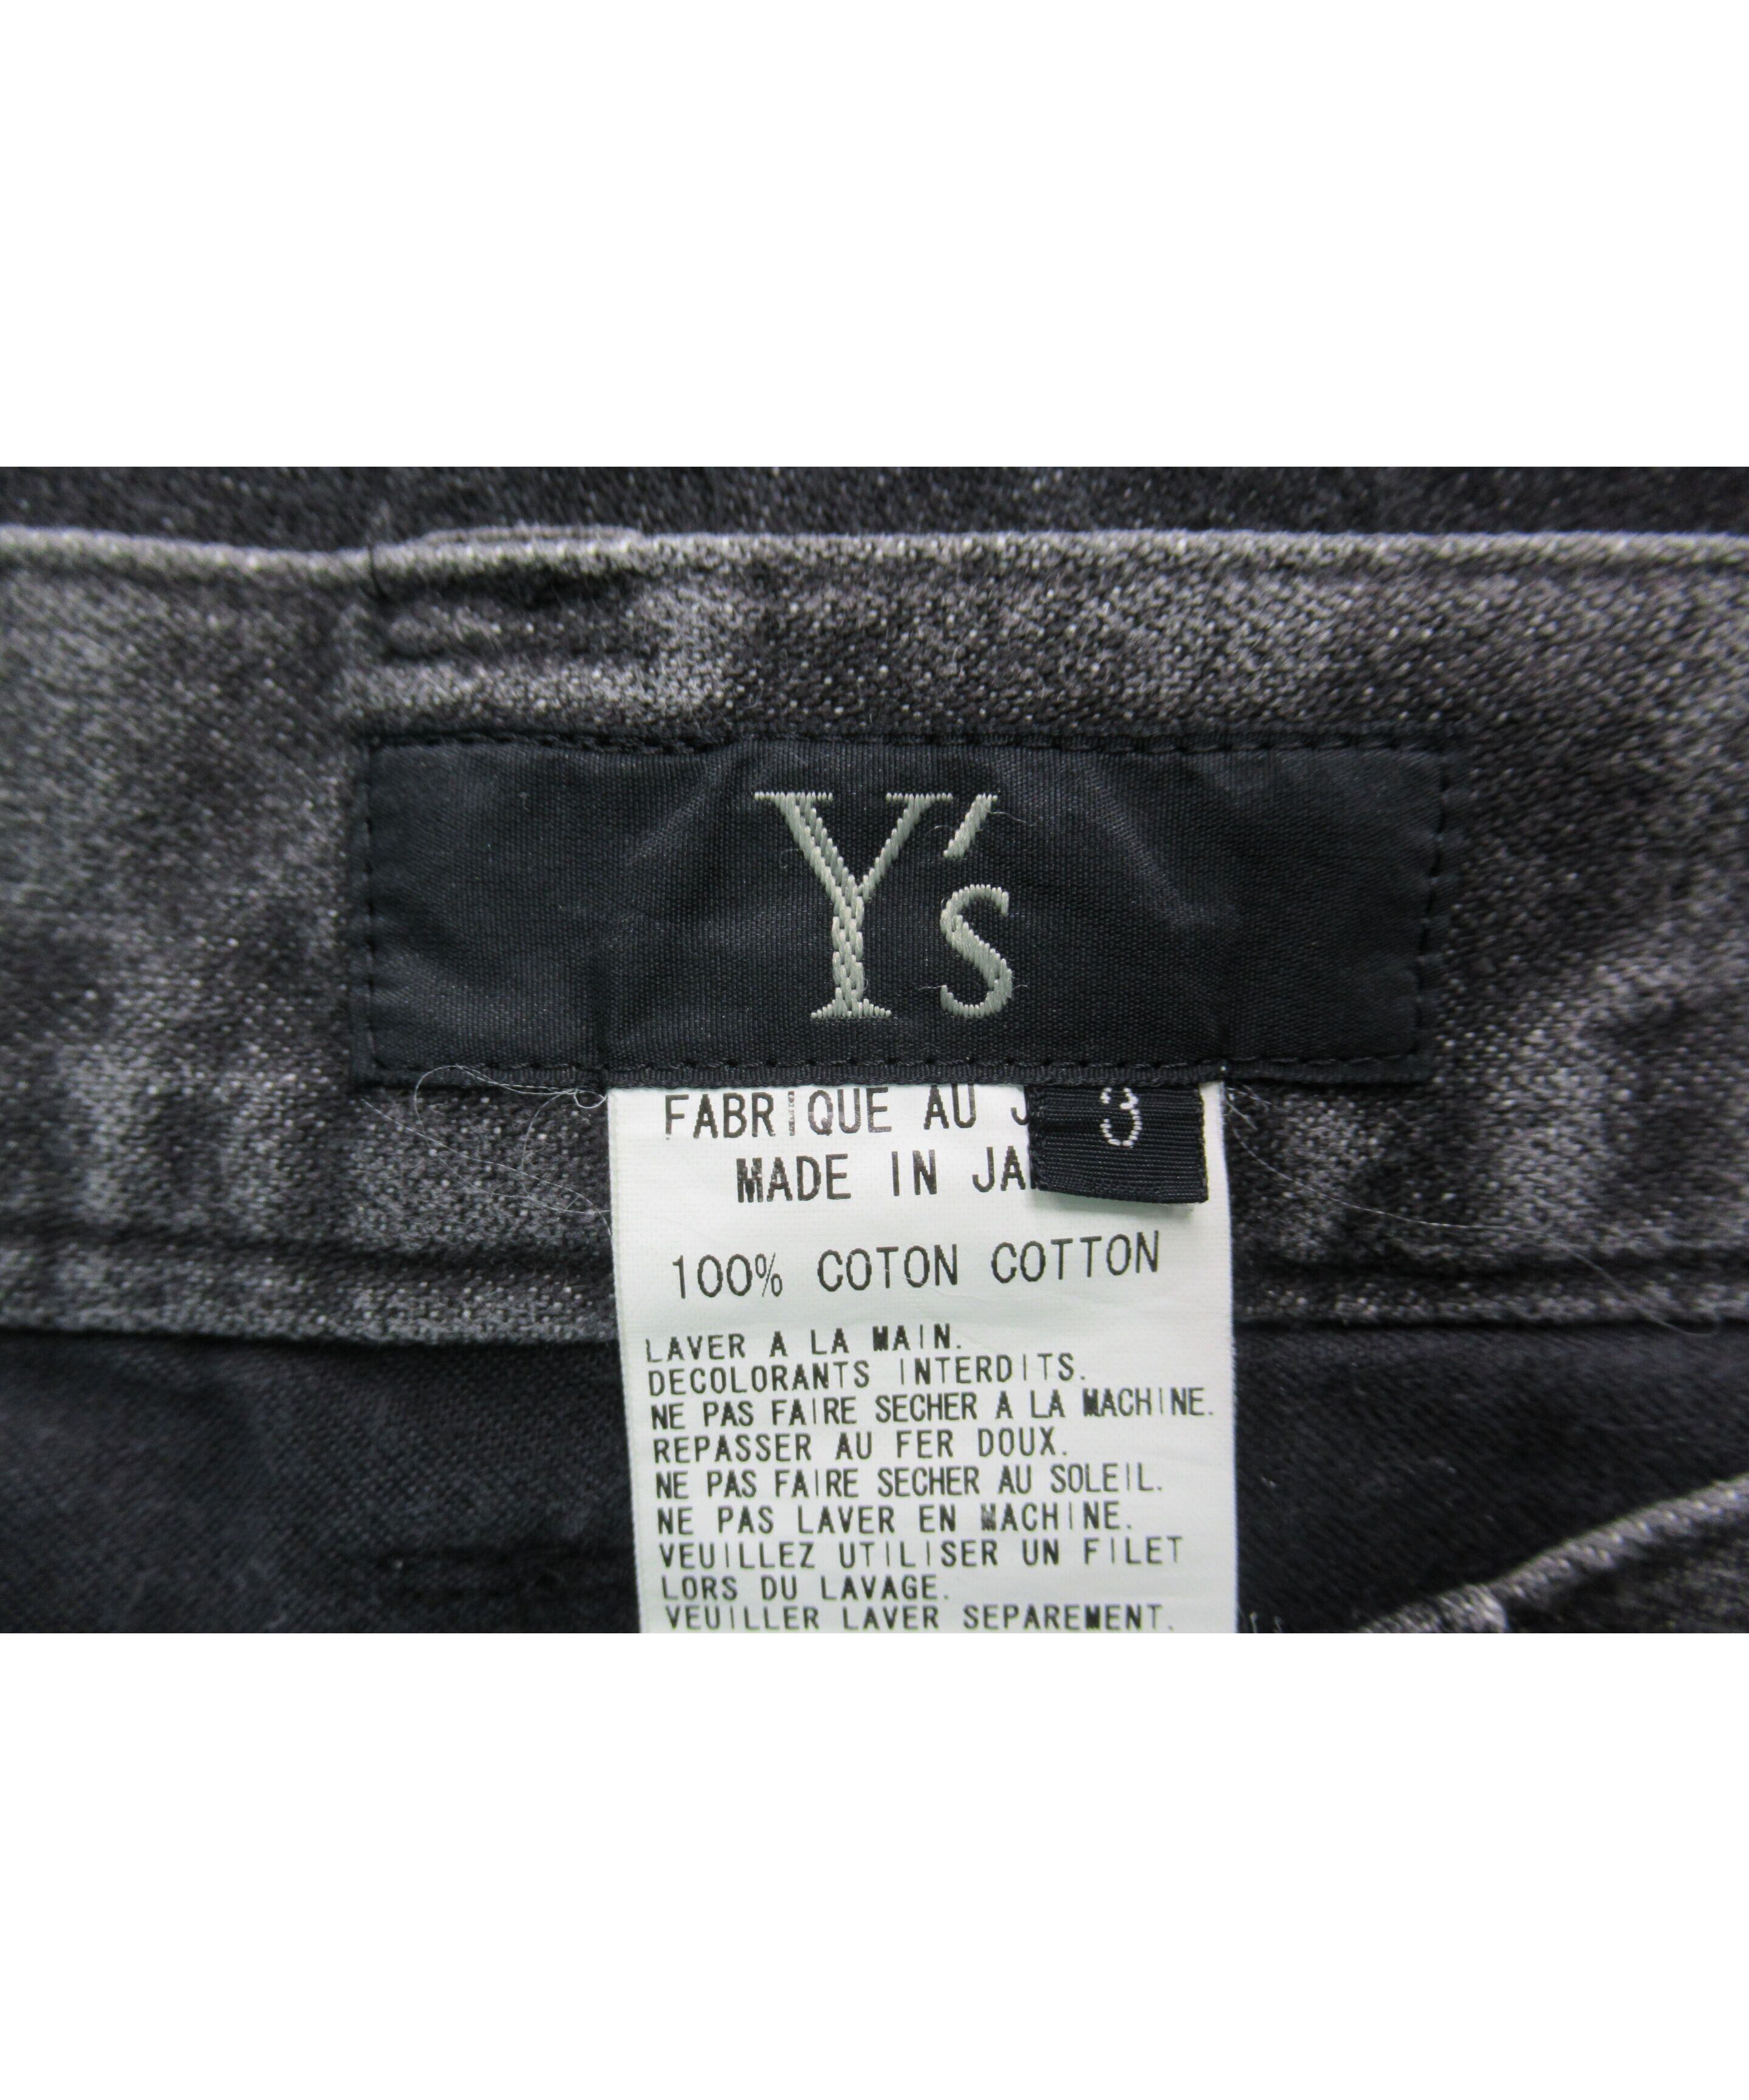 Y's
3
FABRIQUE AU
MADE IN
100% COTON COTTON
LAVER A LA MAIN.
DECOLORANTS INTERDITS.
NE PAS FAIRE SECHER A LA MACHINE.
REPASSER AU FER DOUX.
NE PAS FAIRE SECHER AU SOLEIL.
NE PAS LAVER EN MACHINE.
VEUILLEZ UTILISER UN FILET
LORS DU LAVAGE.
VEUILLER LAVER SEPAREMENT.